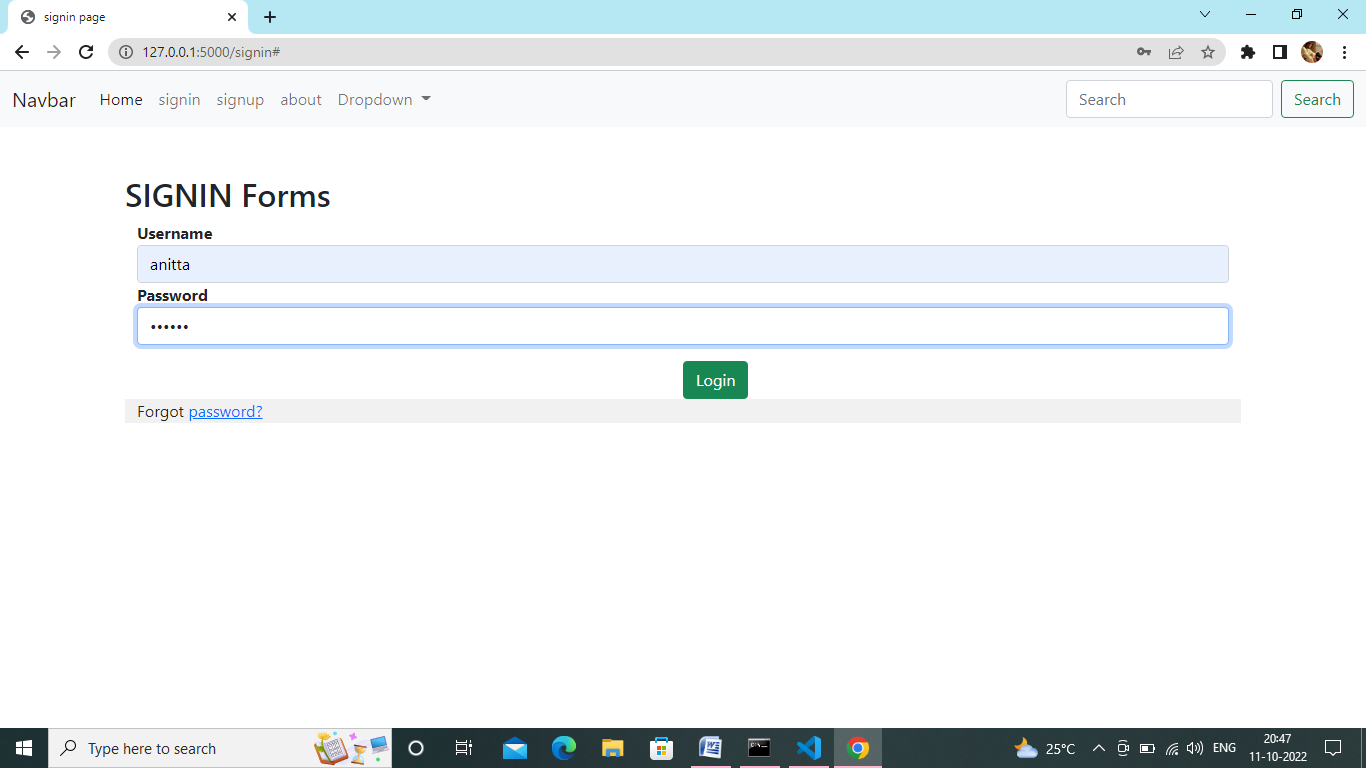 signin page
127.0.0.1:5000/signin#
Navbar Home signin signup about Dropdown Search Search
SIGNIN Forms
Username
anitta
Password
••••••
Login
Forgot password?
Type here to search
25°C
ENG
20:47
11-10-2022